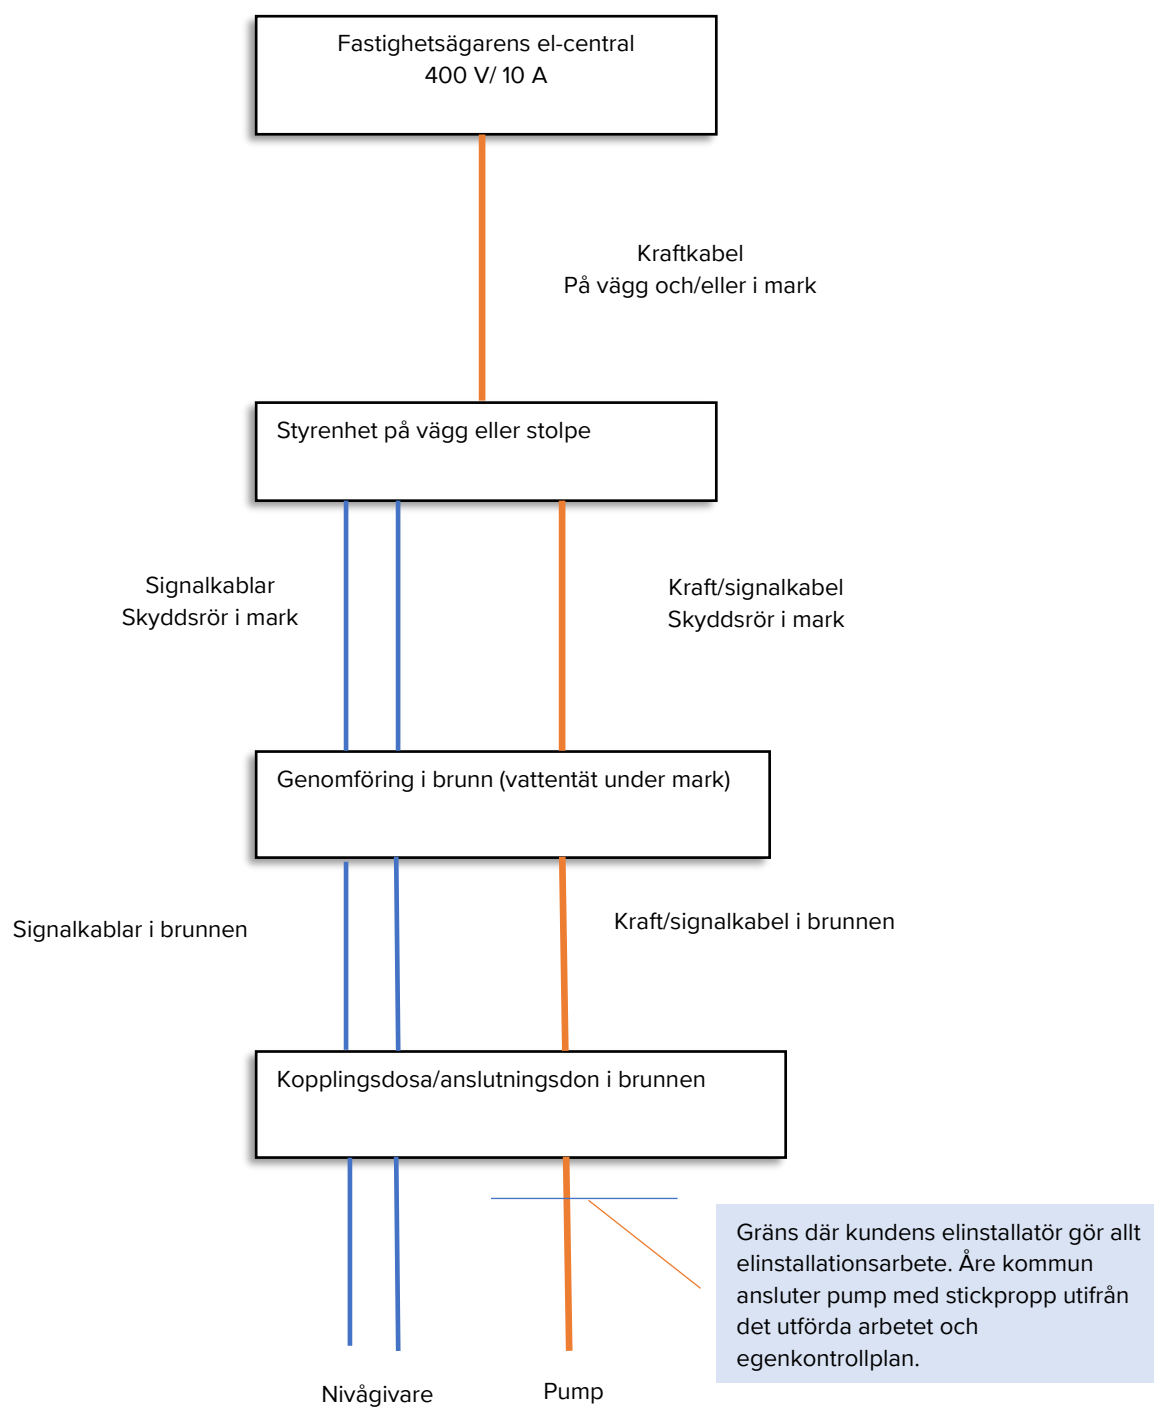 Fastighetsägarens el-central
400 V/ 10 A
Kraftkabel
På vägg och/eller i mark
Styrenhet på vägg eller stolpe
Signalkablar
Skyddsrör i mark
Kraft/signalkabel
Skyddsrör i mark
Genomföring i brunn (vattentät under mark)
Signalkablar i brunnen
Kraft/signalkabel i brunnen
Kopplingsdosa/anslutningsdon i brunnen
Gräns där kundens elinstallatör gör allt
elinstallationsarbete. Åre kommun
ansluter pump med stickpropp utifrån
det utförda arbetet och
egenkontrollplan.
Nivågivare
Pump